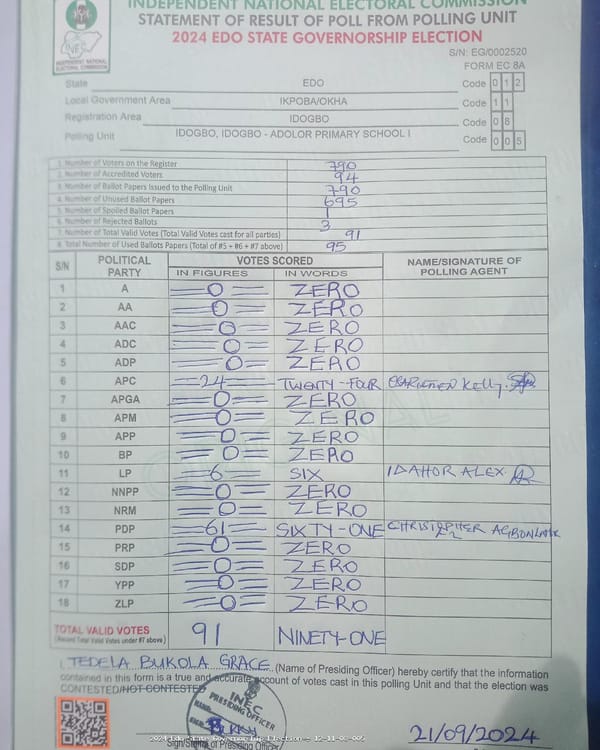 INDEPENDENT NATIONAL ELECTORAL COMMISSION
STATEMENT OF RESULT OF POLL FROM POLLING UNIT
2024 EDO STATE GOVERNORSHIP ELECTION
S/N: EG/0002520
FORM EC 8A
INEC
INDEPENDENT NATIONAL ELECTORAL COMMISSION
State EDO Code 0 1 2
Local Government Area IKPOBA/OKHA Code 1 1
Registration Area IDOGBO Code 0 8
Polling Unit IDOGBO, IDOGBO - ADOLOR PRIMARY SCHOOL I Code 0 0 5
1. Number of Voters on the Register 790
2. Number of Accredited Voters 94
3. Number of Ballot Papers Issued to the Polling Unit 790
4. Number of Unused Ballot Papers 695
5. Number of Spoiled Ballot Papers 1
6. Number of Rejected Ballots 3
7. Number of Total Valid Votes (Total Valid Votes cast for all parties) 91
8. Total Number of Used Ballots Papers (Total of #5 + #6 + #7 above) 95
S/N POLITICAL PARTY VOTES SCORED NAME/SIGNATURE OF POLLING AGENT
IN FIGURES IN WORDS
1 A =0= ZERO
2 AA =0= ZERO
3 AAC =0= ZERO
4 ADC =0= ZERO
5 ADP =0= ZERO
6 APC =24= TWENTY-FOUR Kelly
7 APGA =0= ZERO
8 APM =0= ZERO
9 APP =0= ZERO
10 BP =0= ZERO
11 LP =6= SIX IDAHOR ALEX
12 NNPP =0= ZERO
13 NRM =0= ZERO
14 PDP =61= SIXTY-ONE CHRISTOPHER
15 PRP =0= ZERO
16 SDP =0= ZERO
17 YPP =0= ZERO
18 ZLP =0= ZERO
TOTAL VALID VOTES 91 NINETY-ONE
(Record Total Valid Votes under #7 above)
I, TEDELA BUKOLA GRACE (Name of Presiding Officer) hereby certify that the information
contained in this form is a true and accurate account of votes cast in this polling Unit and that the election was
CONTESTED/NOT CONTESTED
INEC
PRESIDING OFFICER
2024 Edo State Governorship Election - 12-11-08-005
Sign/Stamp of Presiding Officer
21/09/2024